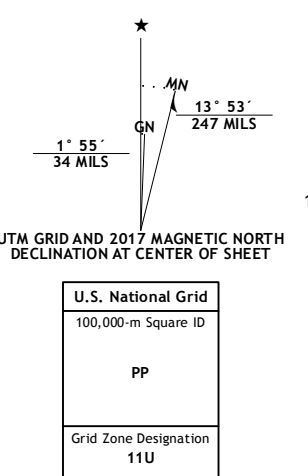 ★
MN
GN
13° 53´
247 MILS
1° 55´
34 MILS
UTM GRID AND 2017 MAGNETIC NORTH
DECLINATION AT CENTER OF SHEET
U.S. National Grid
100,000-m Square ID
PP
Grid Zone Designation
11U